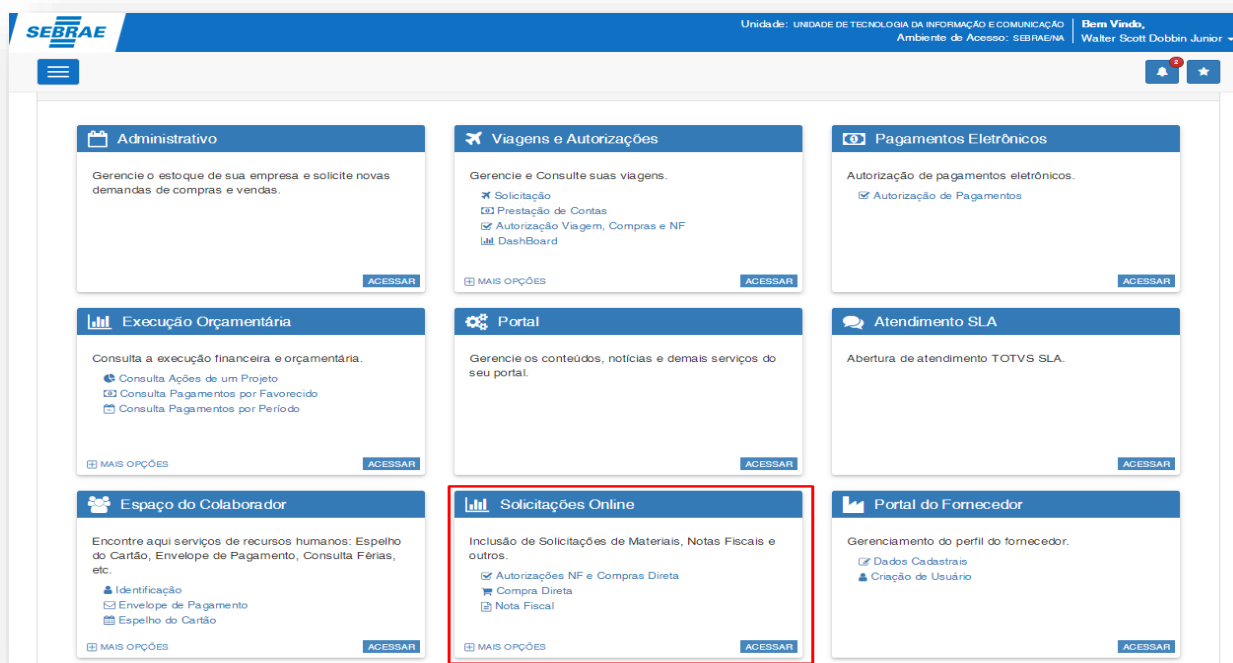 SEBRAE
Unidade: UNIDADE DE TECNOLOGIA DA INFORMAÇÃO E COMUNICAÇÃO
Ambiente de Acesso: SEBRAE/NA
Bem Vindo,
Walter Scott Dobbin Junior
2
Administrativo
Gerencie o estoque de sua empresa e solicite novas
demandas de compras e vendas.
ACESSAR
Viagens e Autorizações
Gerencie e Consulte suas viagens.
Solicitação
Prestação de Contas
Autorização Viagem, Compras e NF
DashBoard
MAIS OPÇÕES
ACESSAR
Pagamentos Eletrônicos
Autorização de pagamentos eletrônicos.
Autorização de Pagamentos
ACESSAR
Execução Orçamentária
Consulta a execução financeira e orçamentária.
Consulta Ações de um Projeto
Consulta Pagamentos por Favorecido
Consulta Pagamentos por Período
MAIS OPÇÕES
ACESSAR
Portal
Gerencie os conteúdos, notícias e demais serviços do
seu portal.
ACESSAR
Atendimento SLA
Abertura de atendimento TOTVS SLA.
ACESSAR
Espaço do Colaborador
Encontre aqui serviços de recursos humanos: Espelho
do Cartão, Envelope de Pagamento, Consulta Férias,
etc.
Identificação
Envelope de Pagamento
Espelho do Cartão
MAIS OPÇÕES
ACESSAR
Solicitações Online
Inclusão de Solicitações de Materiais, Notas Fiscais e
outros.
Autorizações NF e Compras Direta
Compra Direta
Nota Fiscal
MAIS OPÇÕES
ACESSAR
Portal do Fornecedor
Gerenciamento do perfil do fornecedor.
Dados Cadastrais
Criação de Usuário
ACESSAR